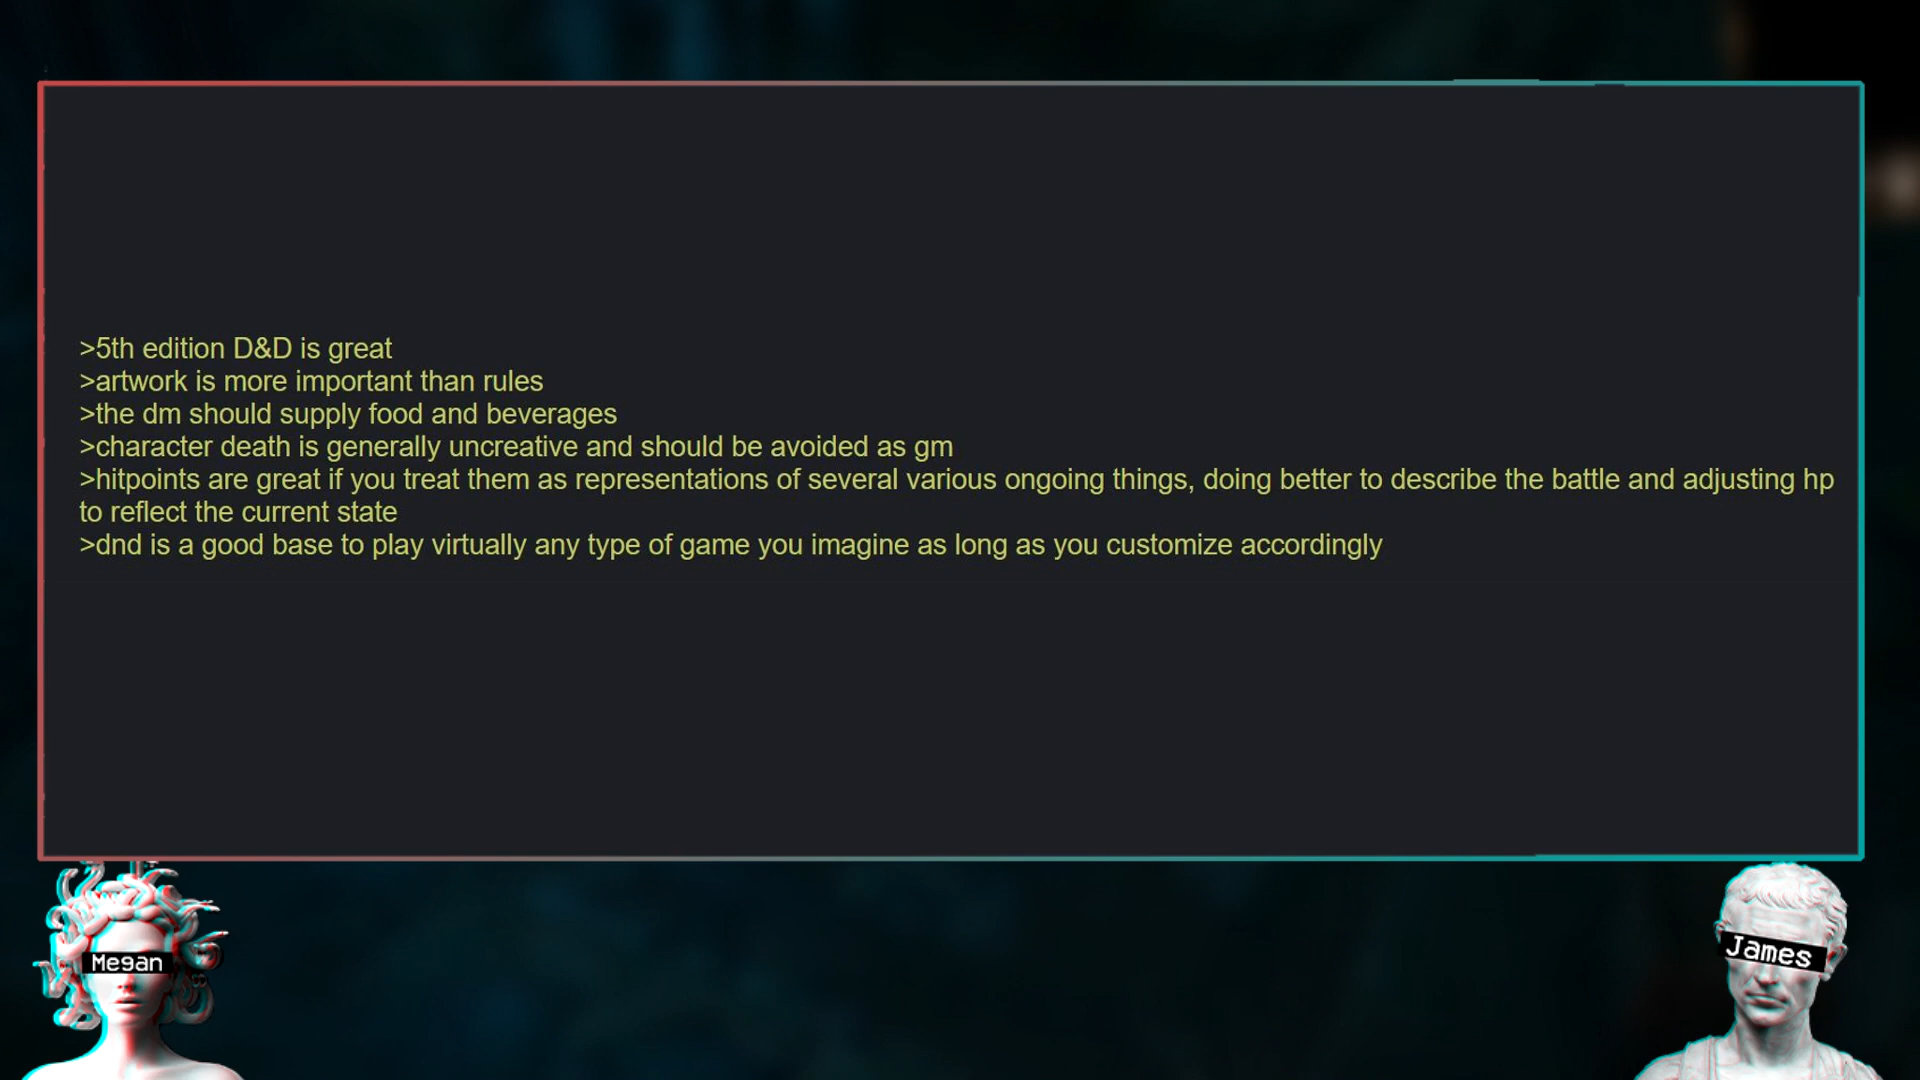 >5th edition D&D is great
>artwork is more important than rules
>the dm should supply food and beverages
>character death is generally uncreative and should be avoided as gm
>hitpoints are great if you treat them as representations of several various ongoing things, doing better to describe the battle and adjusting hp
to reflect the current state
>dnd is a good base to play virtually any type of game you imagine as long as you customize accordingly
Megan
James